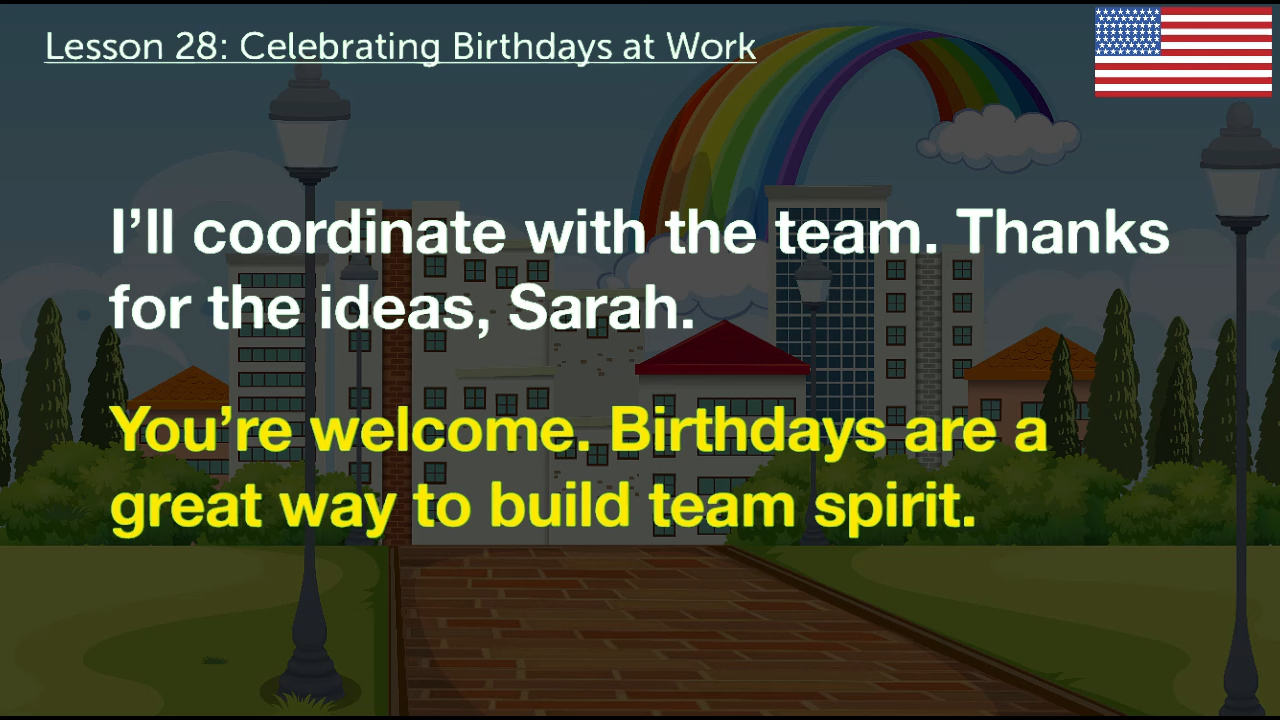 Lesson 28: Celebrating Birthdays at Work
I’ll coordinate with the team. Thanks
for the ideas, Sarah.
You’re welcome. Birthdays are a
great way to build team spirit.